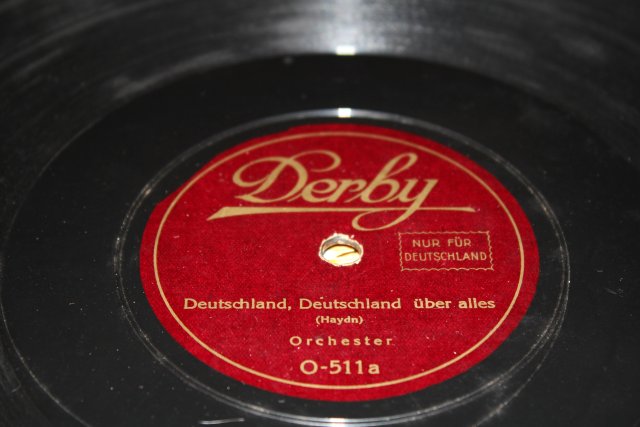 Derby
NUR FÜR
DEUTSCHLAND
Deutschland, Deutschland über alles
(Haydn)
Orchester
O-511a